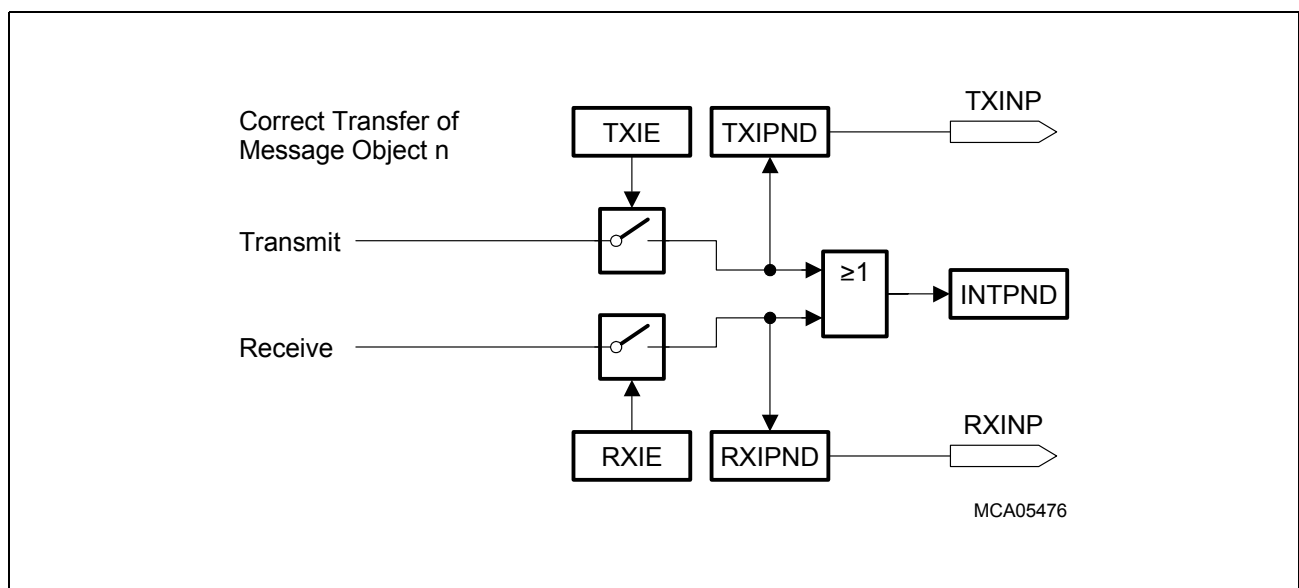 Correct Transfer of
Message Object n
TXIE
TXIPND
TXINP
Transmit
≥1
INTPND
Receive
RXIE
RXIPND
RXINP
MCA05476